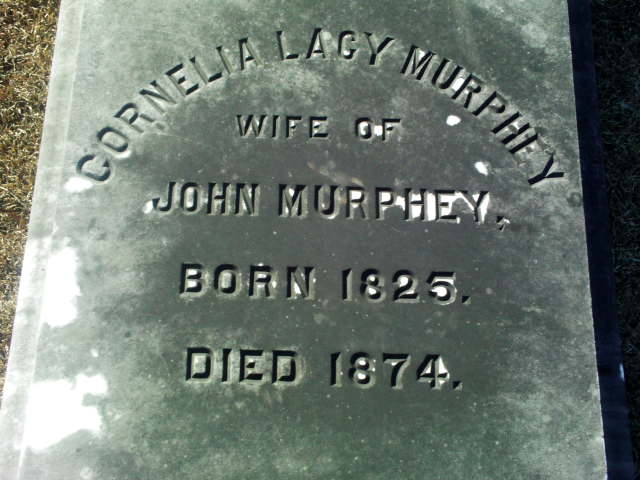 CORNELIA LACY MURPHEY
WIFE OF
JOHN MURPHEY,
BORN 1825.
DIED 1874.